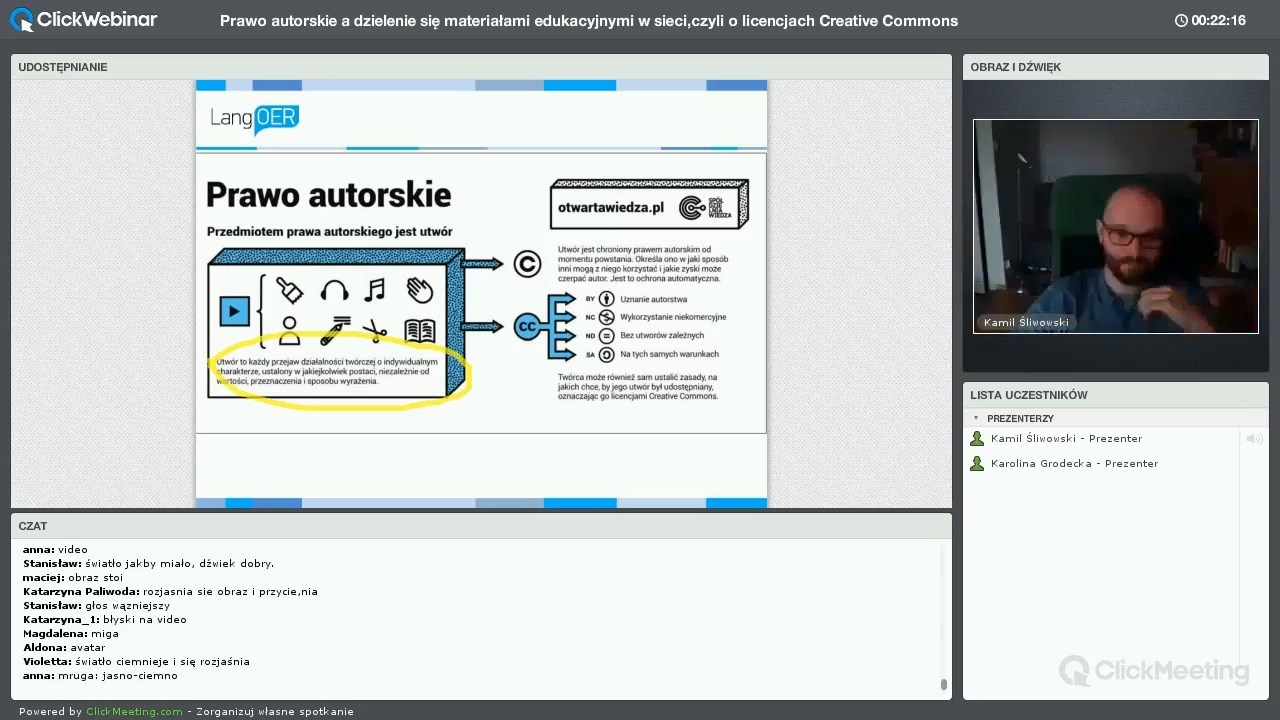 ClickWebinar
Prawo autorskie a dzielenie się materiałami edukacyjnymi w sieci,czyli o licencjach Creative Commons
00:22:16
UDOSTĘPNIANIE
LangOER
Prawo autorskie
Przedmiotem prawa autorskiego jest utwór
otwartawiedza.pl
SPÓŁ
DZIEL
NIA
WIEDZA
Utwór to każdy przejaw działalności twórczej o indywidualnym
charakterze, ustalony w jakiejkolwiek postaci, niezależnie od
wartości, przeznaczenia i sposobu wyrażenia.
C
Utwór jest chroniony prawem autorskim od
momentu powstania. Określa ono w jaki sposób
inni mogą z niego korzystać i jakie zyski może
czerpać autor. Jest to ochrona automatyczna.
CC
BY Uznanie autorstwa
NC Wykorzystanie niekomercyjne
ND Bez utworów zależnych
SA Na tych samych warunkach
Twórca może również sam ustalić zasady, na
jakich chce, by jego utwór był udostępniany,
oznaczając go licencjami Creative Commons.
OBRAZ I DŹWIĘK
Kamil Śliwowski
LISTA UCZESTNIKÓW
PREZENTERZY
Kamil Śliwowski - Prezenter
Karolina Grodecka - Prezenter
ClickMeeting
CZAT
anna: video
Stanisław: światło jakby miało, dźwiek dobry.
maciej: obraz stoi
Katarzyna Paliwoda: rozjasnia sie obraz i przycie,nia
Stanisław: głos wązniejszy
Katarzyna_1: błyski na video
Magdalena: miga
Aldona: avatar
Violetta: światło ciemnieje i się rozjaśnia
anna: mruga: jasno-ciemno
Powered by ClickMeeting.com - Zorganizuj własne spotkanie